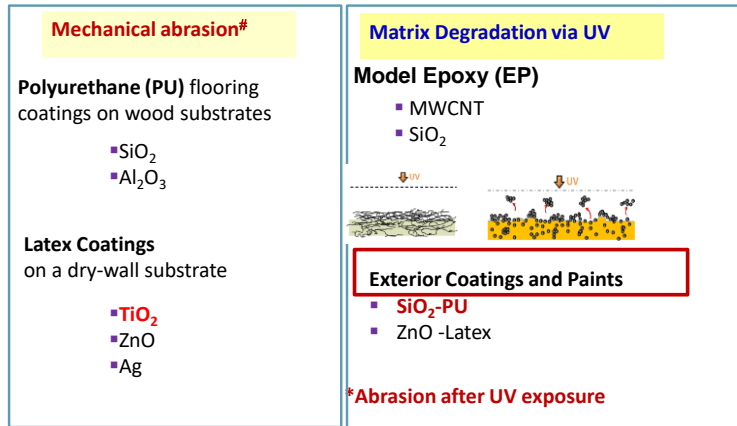 Mechanical abrasion#
Polyurethane (PU) flooring
coatings on wood substrates
▪SiO₂
▪Al₂O₃
Latex Coatings
on a dry-wall substrate
▪TiO₂
▪ZnO
▪Ag
Matrix Degradation via UV
Model Epoxy (EP)
▪ MWCNT
▪ SiO₂
UV
UV
Exterior Coatings and Paints
▪ SiO₂-PU
▪ ZnO -Latex
*Abrasion after UV exposure